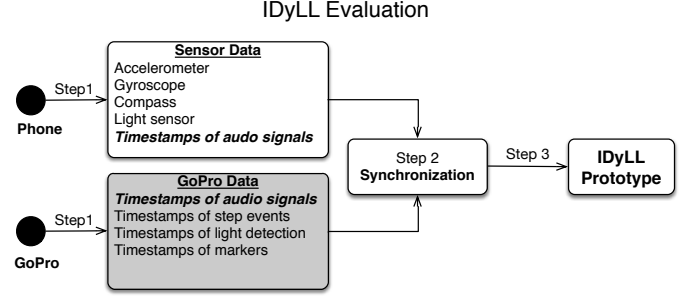 IDyLL Evaluation
Sensor Data
Accelerometer
Gyroscope
Compass
Light sensor
Timestamps of audo signals
Step1
Phone
GoPro Data
Timestamps of audio signals
Timestamps of step events
Timestamps of light detection
Timestamps of markers
Step1
GoPro
Step 2
Synchronization
Step 3
IDyLL
Prototype